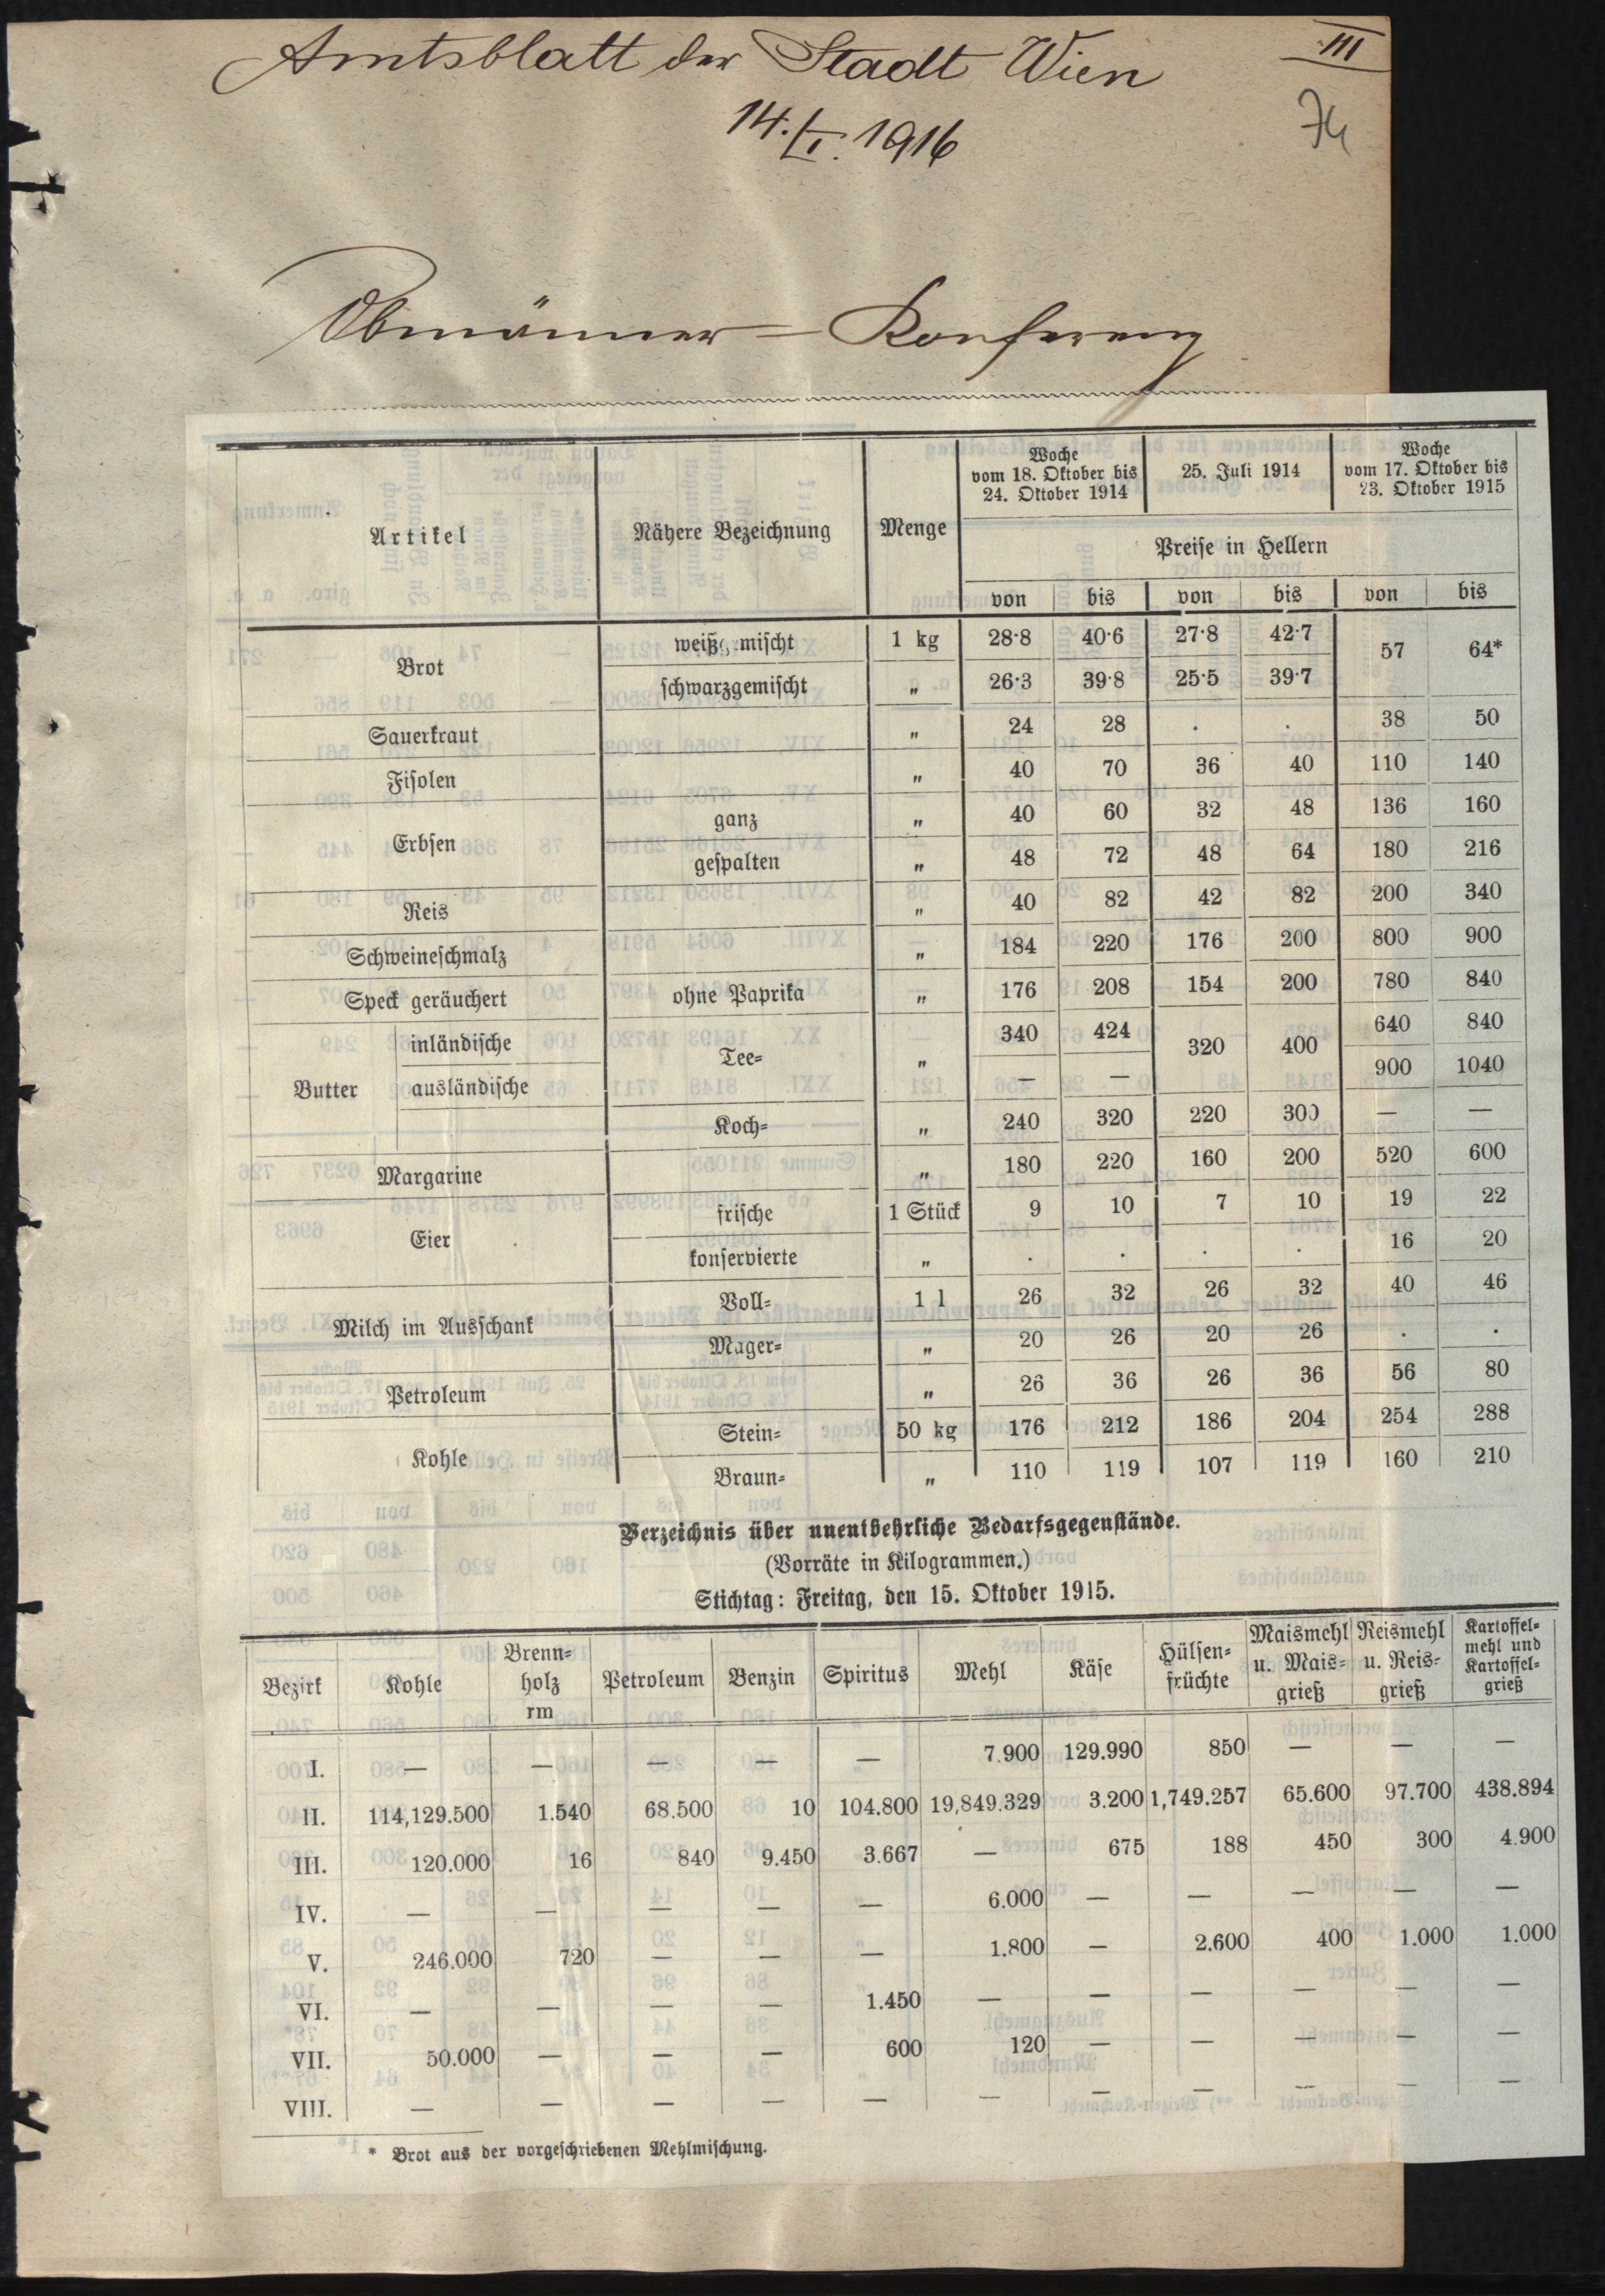 Amtsblatt der Stadt Wien
III
14./I. 1916
74
Obmänner-Konferenz
Artikel | Nähere Bezeichnung | Menge | Woche vom 18. Oktober bis 24. Oktober 1914 | 25. Juli 1914 | Woche vom 17. Oktober bis 23. Oktober 1915
Preise in Hellern
von | bis | von | bis | von | bis
Brot | weißg mischt | 1 kg | 28·8 | 40·6 | 27·8 | 42·7 | 57 | 64*
schwarzgemischt | " | 26·3 | 39·8 | 25·5 | 39·7
Sauerkraut | " | 24 | 28 | . | . | 38 | 50
Fisolen | " | 40 | 70 | 36 | 40 | 110 | 140
Erbsen | ganz | " | 40 | 60 | 32 | 48 | 136 | 160
gespalten | " | 48 | 72 | 48 | 64 | 180 | 216
Reis | " | 40 | 82 | 42 | 82 | 200 | 340
Schweineschmalz | " | 184 | 220 | 176 | 200 | 800 | 900
Speck geräuchert | ohne Paprika | " | 176 | 208 | 154 | 200 | 780 | 840
Butter | inländische | Tee= | " | 340 | 424 | 320 | 400 | 640 | 840
ausländische | — | — | 900 | 1040
Koch= | " | 240 | 320 | 220 | 300 | — | —
Margarine | " | 180 | 220 | 160 | 200 | 520 | 600
Eier | frische | 1 Stück | 9 | 10 | 7 | 10 | 19 | 22
konservierte | " | . | . | . | . | 16 | 20
Milch im Ausschank | Voll= | 1 l | 26 | 32 | 26 | 32 | 40 | 46
Mager= | " | 20 | 26 | 20 | 26 | . | .
Petroleum | " | 26 | 36 | 26 | 36 | 56 | 80
Kohle | Stein= | 50 kg | 176 | 212 | 186 | 204 | 254 | 288
Braun= | " | 110 | 119 | 107 | 119 | 160 | 210
Verzeichnis über unentbehrliche Bedarfsgegenstände.
(Vorräte in Kilogrammen.)
Stichtag: Freitag, den 15. Oktober 1915.
Bezirk | Kohle | Brenn=holz rm | Petroleum | Benzin | Spiritus | Mehl | Käse | Hülsen=früchte | Maismehl u. Mais=grieß | Reismehl u. Reis=grieß | Kartoffel=mehl und Kartoffel=grieß
I. | — | — | — | — | — | 7.900 | 129.990 | 850 | — | — | —
II. | 114,129.500 | 1.540 | 68.500 | 10 | 104.800 | 19,849.329 | 3.200 | 1,749.257 | 65.600 | 97.700 | 438.894
III. | 120.000 | 16 | 840 | 9.450 | 3.667 | — | 675 | 188 | 450 | 300 | 4.900
IV. | — | — | — | — | — | 6.000 | — | — | — | — | —
V. | 246.000 | 720 | — | — | — | 1.800 | — | 2.600 | 400 | 1.000 | 1.000
VI. | — | — | — | — | 1.450 | — | — | — | — | — | —
VII. | 50.000 | — | — | — | 600 | 120 | — | — | — | — | —
VIII. | — | — | — | — | — | — | — | — | — | — | —
* Brot aus der vorgeschriebenen Mehlmischung.